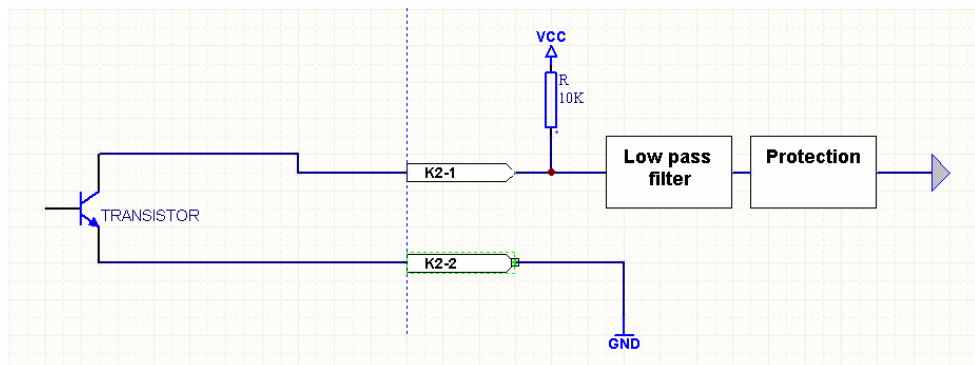 VCC
R
10K
Low pass
filter
Protection
K2-1
TRANSISTOR
K2-2
GND